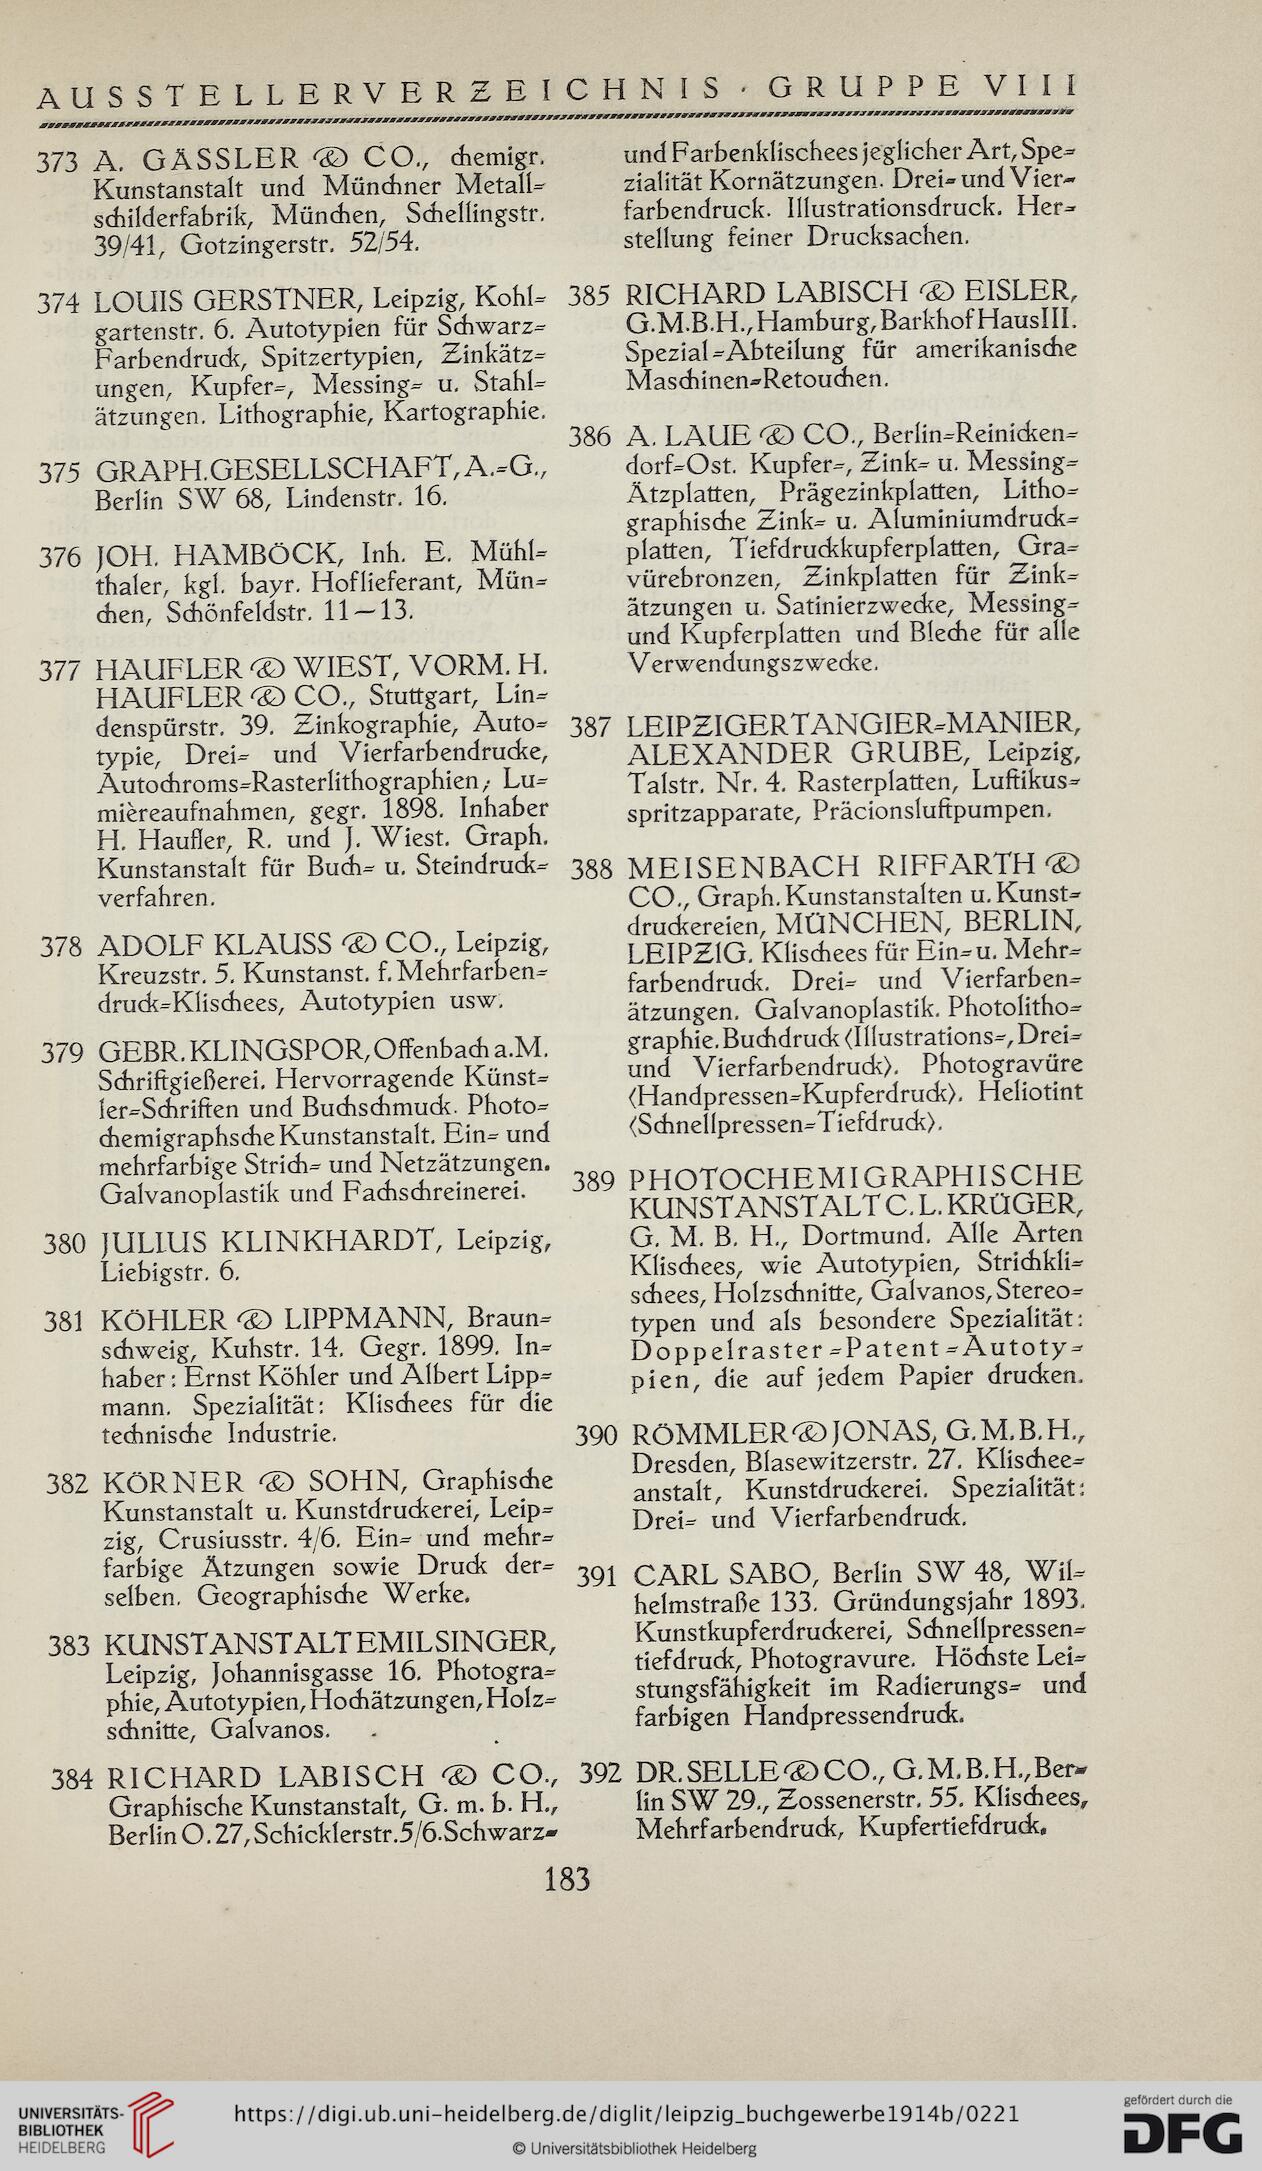 AUSSTELLERVERZEICHNIS · GRUPPE VIII
373 A. GÄSSLER & CO., chemigr.
Kunstanstalt und Münchner Metall-
schilderfabrik, München, Schellingstr.
39/41, Gotzingerstr. 52/54.
374 LOUIS GERSTNER, Leipzig, Kohl-
gartenstr. 6. Autotypien für Schwarz-
Farbendruck, Spitzertypien, Zinkätz-
ungen, Kupfer-, Messing- u. Stahl-
ätzungen. Lithographie, Kartographie.
375 GRAPH. GESELLSCHAFT, A.-G.,
Berlin SW 68, Lindenstr. 16.
376 JOH. HAMBÖCK, Inh. E. Mühl-
thaler, kgl. bayr. Hoflieferant, Mün-
chen, Schönfeldstr. 11—13.
377 HAUFLER & WIEST, VORM. H.
HAUFLER & CO., Stuttgart, Lin-
denspürstr. 39. Zinkographie, Auto-
typie, Drei- und Vierfarbendrucke,
Autochroms-Rasterlithographien; Lu-
mièreaufnahmen, gegr. 1898. Inhaber
H. Haufler, R. und J. Wiest. Graph.
Kunstanstalt für Buch- u. Steindruck-
verfahren.
378 ADOLF KLAUSS & CO., Leipzig,
Kreuzstr. 5. Kunstanst. f. Mehrfarben-
druck-Klischees, Autotypien usw.
379 GEBR. KLINGSPOR, Offenbach a. M.
Schriftgießerei. Hervorragende Künst-
ler-Schriften und Buchschmuck. Photo-
chemigraphsche Kunstanstalt. Ein- und
mehrfarbige Strich- und Netzätzungen.
Galvanoplastik und Fachschreinerei.
380 JULIUS KLINKHARDT, Leipzig,
Liebigstr. 6.
381 KÖHLER & LIPPMANN, Braun-
schweig, Kuhstr. 14. Gegr. 1899. In-
haber: Ernst Köhler und Albert Lipp-
mann. Spezialität: Klischees für die
technische Industrie.
382 KÖRNER & SOHN, Graphische
Kunstanstalt u. Kunstdruckerei, Leip-
zig, Crusiusstr. 4/6. Ein- und mehr-
farbige Ätzungen sowie Druck der-
selben. Geographische Werke.
383 KUNSTANSTALT EMIL SINGER,
Leipzig, Johannisgasse 16. Photogra-
phie, Autotypien, Hochätzungen, Holz-
schnitte, Galvanos.
384 RICHARD LABISCH & CO.,
Graphische Kunstanstalt, G. m. b. H.,
Berlin O. 27, Schicklerstr. 5/6. Schwarz-
und Farbenklischees jeglicher Art, Spe-
zialität Kornätzungen. Drei- und Vier-
farbendruck. Illustrationsdruck. Her-
stellung feiner Drucksachen.
385 RICHARD LABISCH & EISLER,
G.M.B.H., Hamburg, Barkhof Haus III.
Spezial-Abteilung für amerikanische
Maschinen-Retouchen.
386 A. LAUE & CO., Berlin-Reinicken-
dorf-Ost. Kupfer-, Zink- u. Messing-
Ätzplatten, Prägezinkplatten, Litho-
graphische Zink- u. Aluminiumdruck-
platten, Tiefdruckkupferplatten, Gra-
vürebronzen, Zinkplatten für Zink-
ätzungen u. Satinierzwecke, Messing-
und Kupferplatten und Bleche für alle
Verwendungszwecke.
387 LEIPZIGER TANGIER-MANIER,
ALEXANDER GRUBE, Leipzig,
Talstr. Nr. 4. Rasterplatten, Luftikus-
spritzapparate, Präcionsluftpumpen.
388 MEISENBACH RIFFARTH &
CO., Graph. Kunstanstalten u. Kunst-
druckereien, MÜNCHEN, BERLIN,
LEIPZIG. Klischees für Ein- u. Mehr-
farbendruck. Drei- und Vierfarben-
ätzungen. Galvanoplastik. Photolitho-
graphie. Buchdruck (Illustrations-, Drei-
und Vierfarbendruck). Photogravüre
(Handpressen-Kupferdruck). Heliotint
(Schnellpressen-Tiefdruck).
389 PHOTOCHEMIGRAPHISCHE
KUNSTANSTALT C. L. KRÜGER,
G. M. B. H., Dortmund. Alle Arten
Klischees, wie Autotypien, Strichkli-
schees, Holzschnitte, Galvanos, Stereo-
typen und als besondere Spezialität:
Doppelraster-Patent-Autoty-
pien, die auf jedem Papier drucken.
390 RÖMMLER & JONAS, G. M. B. H.,
Dresden, Blasewitzerstr. 27. Klischee-
anstalt, Kunstdruckerei. Spezialität:
Drei- und Vierfarbendruck.
391 CARL SABO, Berlin SW 48, Wil-
helmstraße 133. Gründungsjahr 1893.
Kunstkupferdruckerei, Schnellpressen-
tiefdruck, Photogravure. Höchste Lei-
stungsfähigkeit im Radierungs- und
farbigen Handpressendruck.
392 DR. SELLE & CO., G. M. B. H., Ber-
lin SW 29., Zossenerstr. 55. Klischees,
Mehrfarbendruck, Kupfertiefdruck.
183
UNIVERSITÄTS-
BIBLIOTHEK
HEIDELBERG
https://digi.ub.uni-heidelberg.de/diglit/leipzig_buchgewerbe1914b/0221
© Universitätsbibliothek Heidelberg
gefördert durch die
DFG